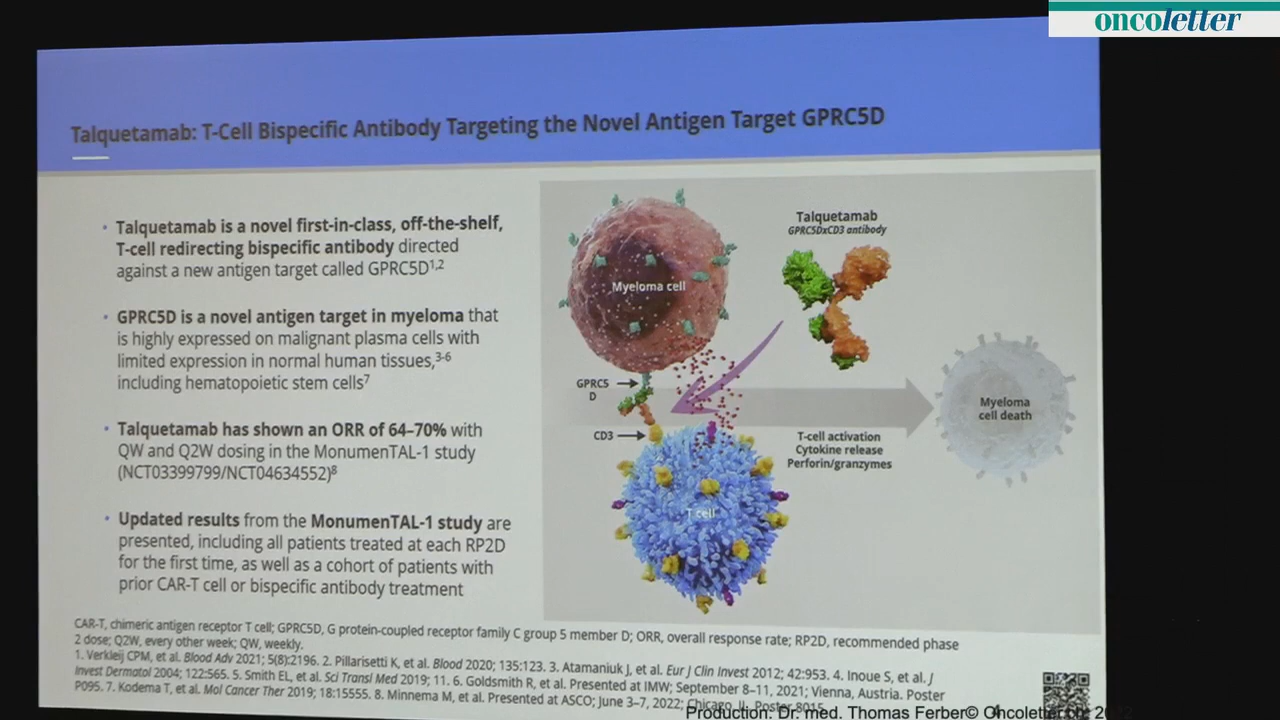 oncoletter
Talquetamab: T-Cell Bispecific Antibody Targeting the Novel Antigen Target GPRC5D
• Talquetamab is a novel first-in-class, off-the-shelf,
T-cell redirecting bispecific antibody directed
against a new antigen target called GPRC5D1,2
• GPRC5D is a novel antigen target in myeloma that
is highly expressed on malignant plasma cells with
limited expression in normal human tissues,3-6
including hematopoietic stem cells7
• Talquetamab has shown an ORR of 64–70% with
QW and Q2W dosing in the MonumenTAL-1 study
(NCT03399799/NCT04634552)8
• Updated results from the MonumenTAL-1 study are
presented, including all patients treated at each RP2D
for the first time, as well as a cohort of patients with
prior CAR-T cell or bispecific antibody treatment
Myeloma cell
Talquetamab
GPRC5DxCD3 antibody
GPRC5
D
CD3
T cell
T-cell activation
Cytokine release
Perforin/granzymes
Myeloma
cell death
CAR-T, chimeric antigen receptor T cell; GPRC5D, G protein-coupled receptor family C group 5 member D; ORR, overall response rate; RP2D, recommended phase
2 dose; Q2W, every other week; QW, weekly.
1. Verkleij CPM, et al. Blood Adv 2021; 5(8):2196. 2. Pillarisetti K, et al. Blood 2020; 135:123. 3. Atamaniuk J, et al. Eur J Clin Invest 2012; 42:953. 4. Inoue S, et al. J
Invest Dermatol 2004; 122:565. 5. Smith EL, et al. Sci Transl Med 2019; 11. 6. Goldsmith R, et al. Presented at IMW; September 8–11, 2021; Vienna, Austria. Poster
P095. 7. Kodema T, et al. Mol Cancer Ther 2019; 18:15555. 8. Minnema M, et al. Presented at ASCO; June 3–7, 2022; Chicago, IL. Poster 8015.
Production: Dr. med. Thomas Ferber©